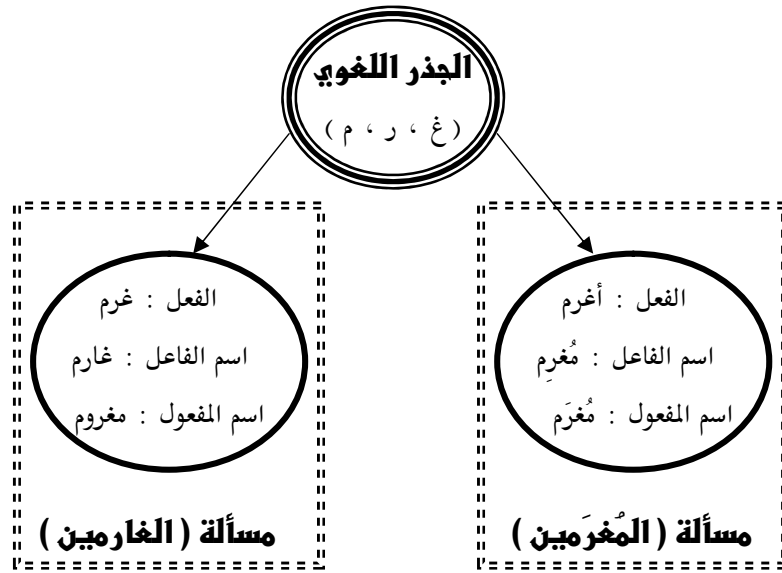 الجذر اللغوي
( غ ، ر ، م )
الفعل : أغرم
اسم الفاعل : مُغرِم
اسم المفعول : مُغرَم
مسألة ( المُغرَمين )
الفعل : غرم
اسم الفاعل : غارم
اسم المفعول : مغروم
مسألة ( الغارمين )